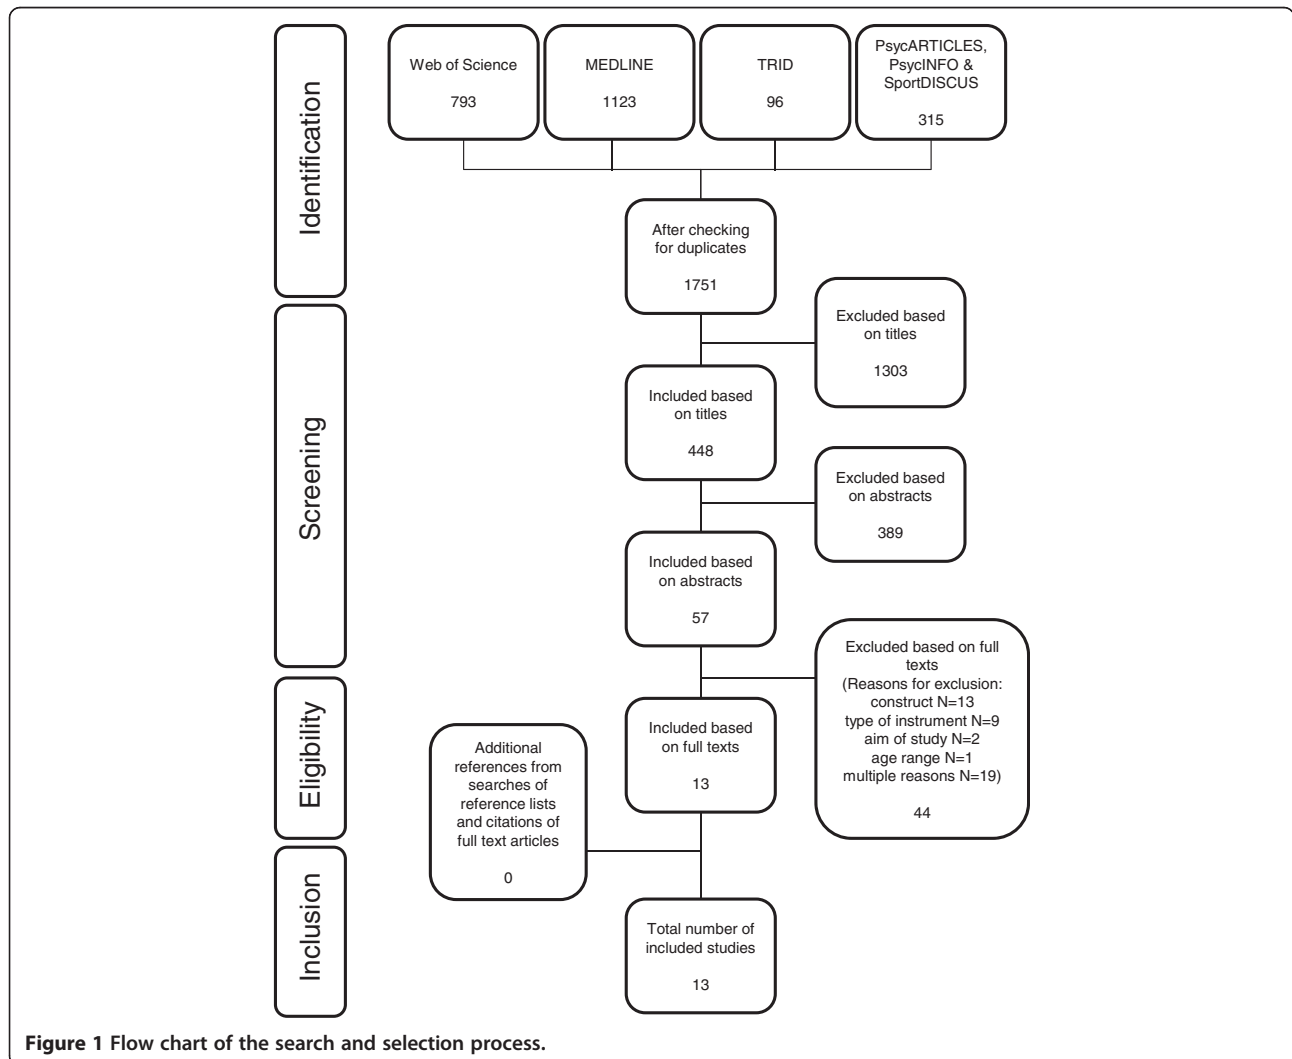 Identification
Web of Science
793
MEDLINE
1123
TRID
96
PsycARTICLES,
PsycINFO &
SportDISCUS
315
After checking
for duplicates
1751
Screening
Excluded based
on titles
1303
Included based
on titles
448
Excluded based
on abstracts
389
Included based
on abstracts
57
Excluded based on full
texts
(Reasons for exclusion:
construct N=13
type of instrument N=9
aim of study N=2
age range N=1
multiple reasons N=19)
44
Eligibility
Included based
on full texts
13
Additional
references from
searches of
reference lists
and citations of
full text articles
0
Inclusion
Total number of
included studies
13
Figure 1 Flow chart of the search and selection process.